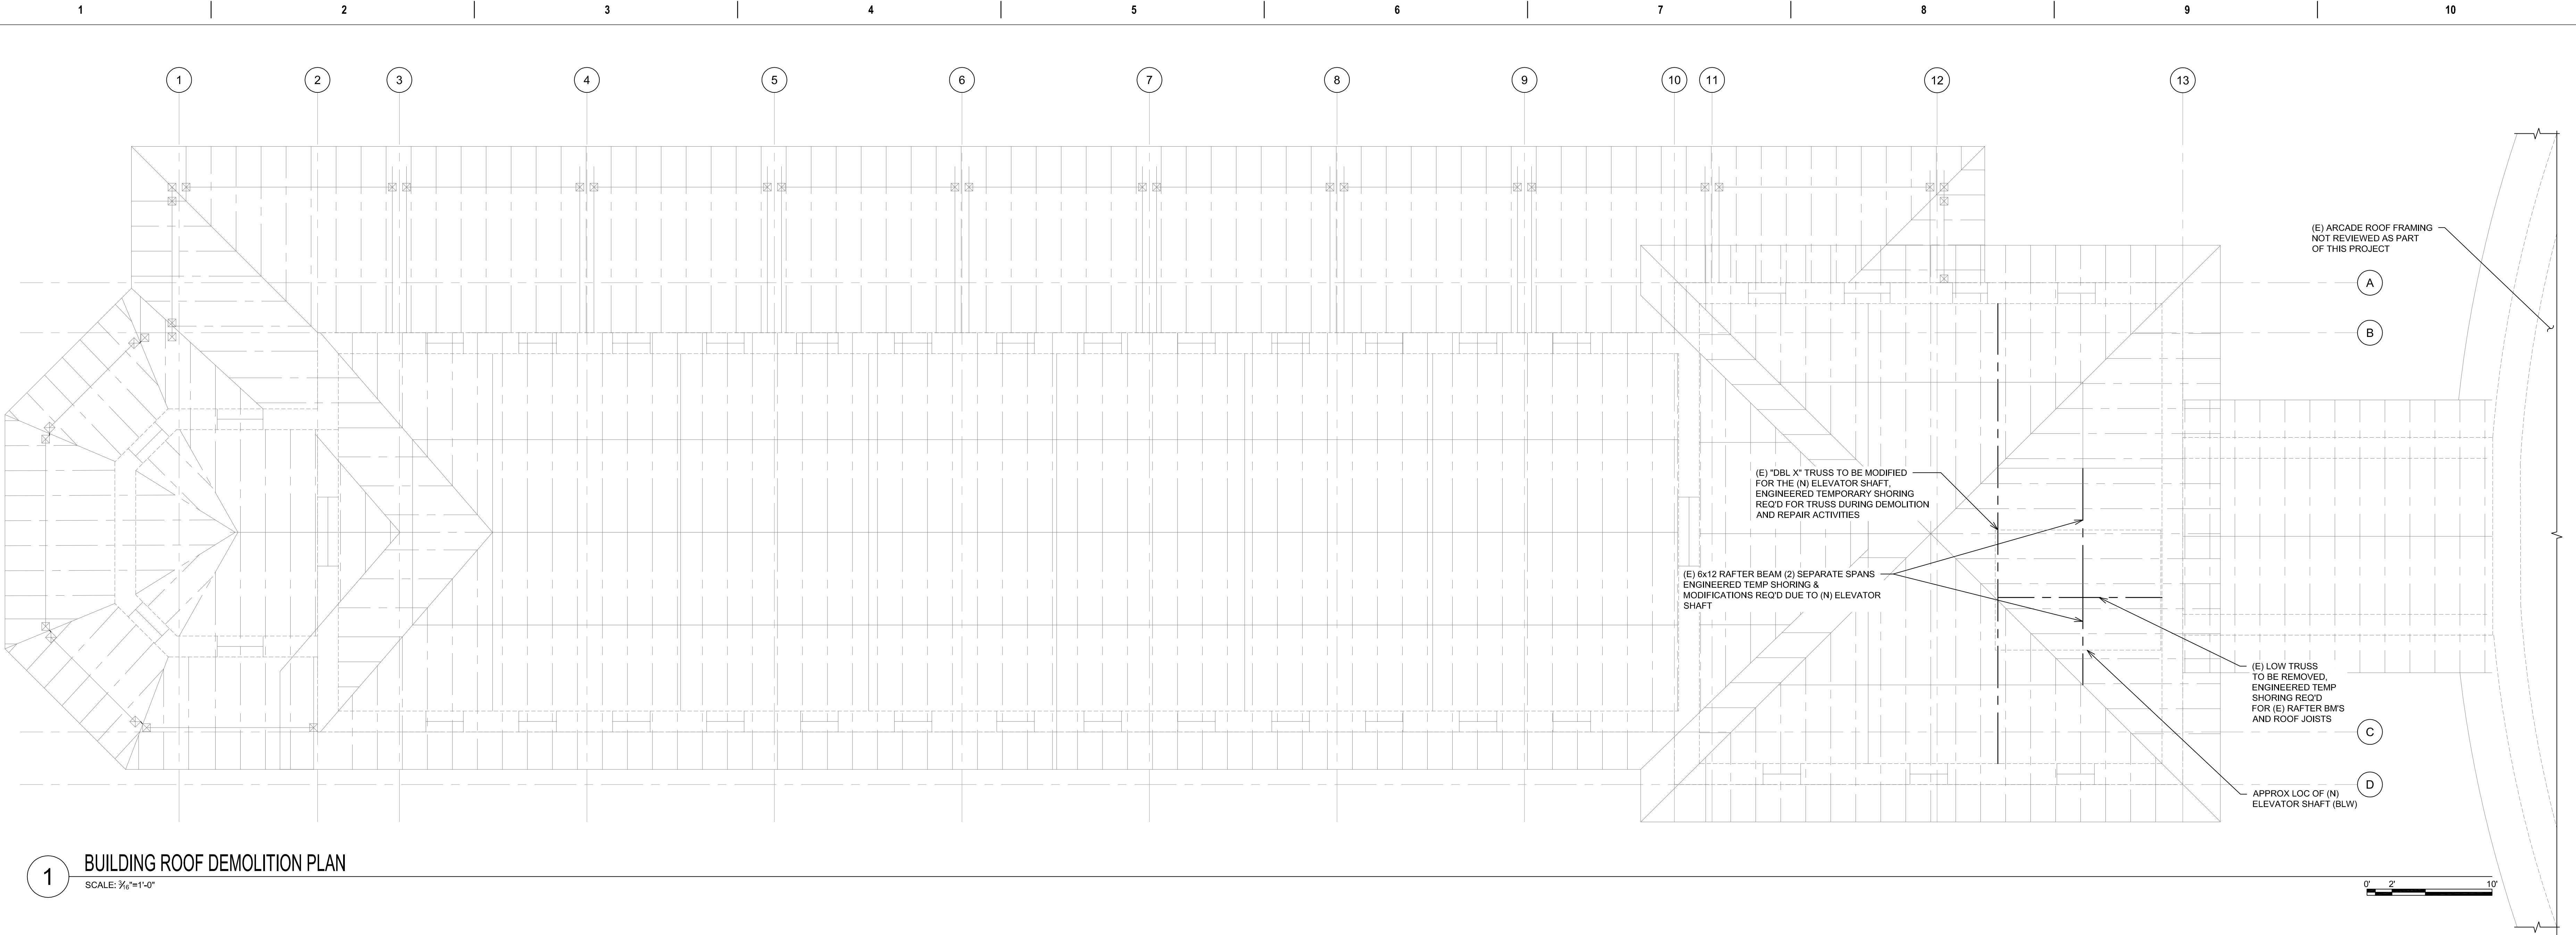 1 2 3 4 5 6 7 8 9 10
1 2 3 4 5 6 7 8 9 10 11 12 13
(E) ARCADE ROOF FRAMING
NOT REVIEWED AS PART
OF THIS PROJECT
A
B
(E) "DBL X" TRUSS TO BE MODIFIED
FOR THE (N) ELEVATOR SHAFT,
ENGINEERED TEMPORARY SHORING
REQ'D FOR TRUSS DURING DEMOLITION
AND REPAIR ACTIVITIES
(E) 6x12 RAFTER BEAM (2) SEPARATE SPANS
ENGINEERED TEMP SHORING &
MODIFICATIONS REQ'D DUE TO (N) ELEVATOR
SHAFT
(E) LOW TRUSS
TO BE REMOVED,
ENGINEERED TEMP
SHORING REQ'D
FOR (E) RAFTER BM'S
AND ROOF JOISTS
C
D
APPROX LOC OF (N)
ELEVATOR SHAFT (BLW)
1
BUILDING ROOF DEMOLITION PLAN
SCALE: 3/16"=1'-0"
0' 2' 10'